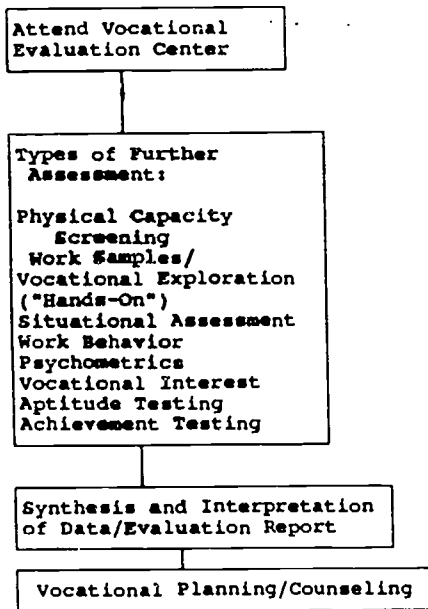 Attend Vocational
Evaluation Center
Types of Further
Assessment:
Physical Capacity
Screening
Work Samples/
Vocational Exploration
("Hands-On")
Situational Assessment
Work Behavior
Psychometrics
Vocational Interest
Aptitude Testing
Achievement Testing
Synthesis and Interpretation
of Data/Evaluation Report
Vocational Planning/Counseling